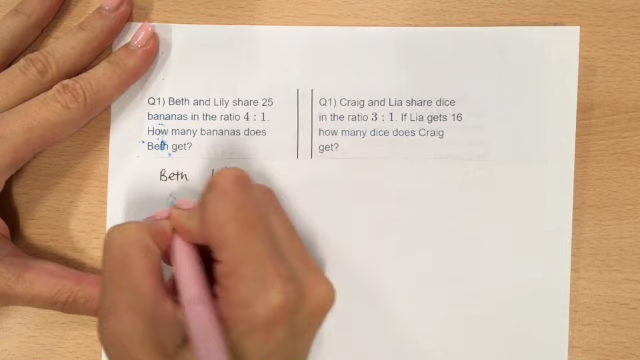 Q1) Beth and Lily share 25
bananas in the ratio 4 : 1.
How many bananas does
Beth get?
Q1) Craig and Lia share dice
in the ratio 3 : 1. If Lia gets 16
how many dice does Craig
get?
Beth